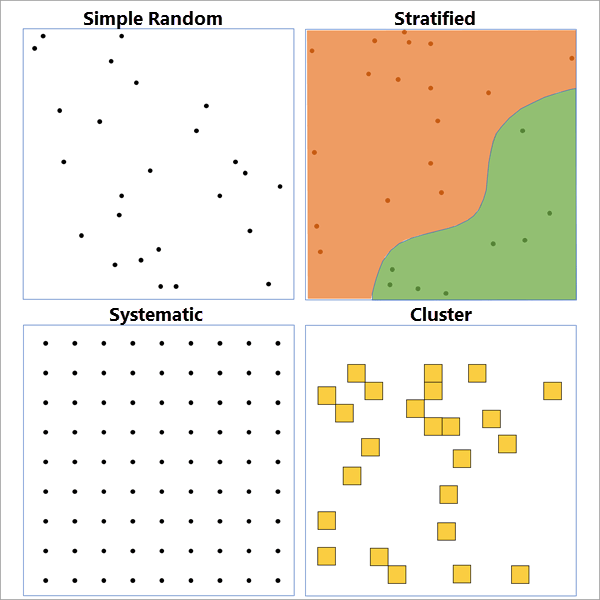 Simple Random
Stratified
Systematic
Cluster